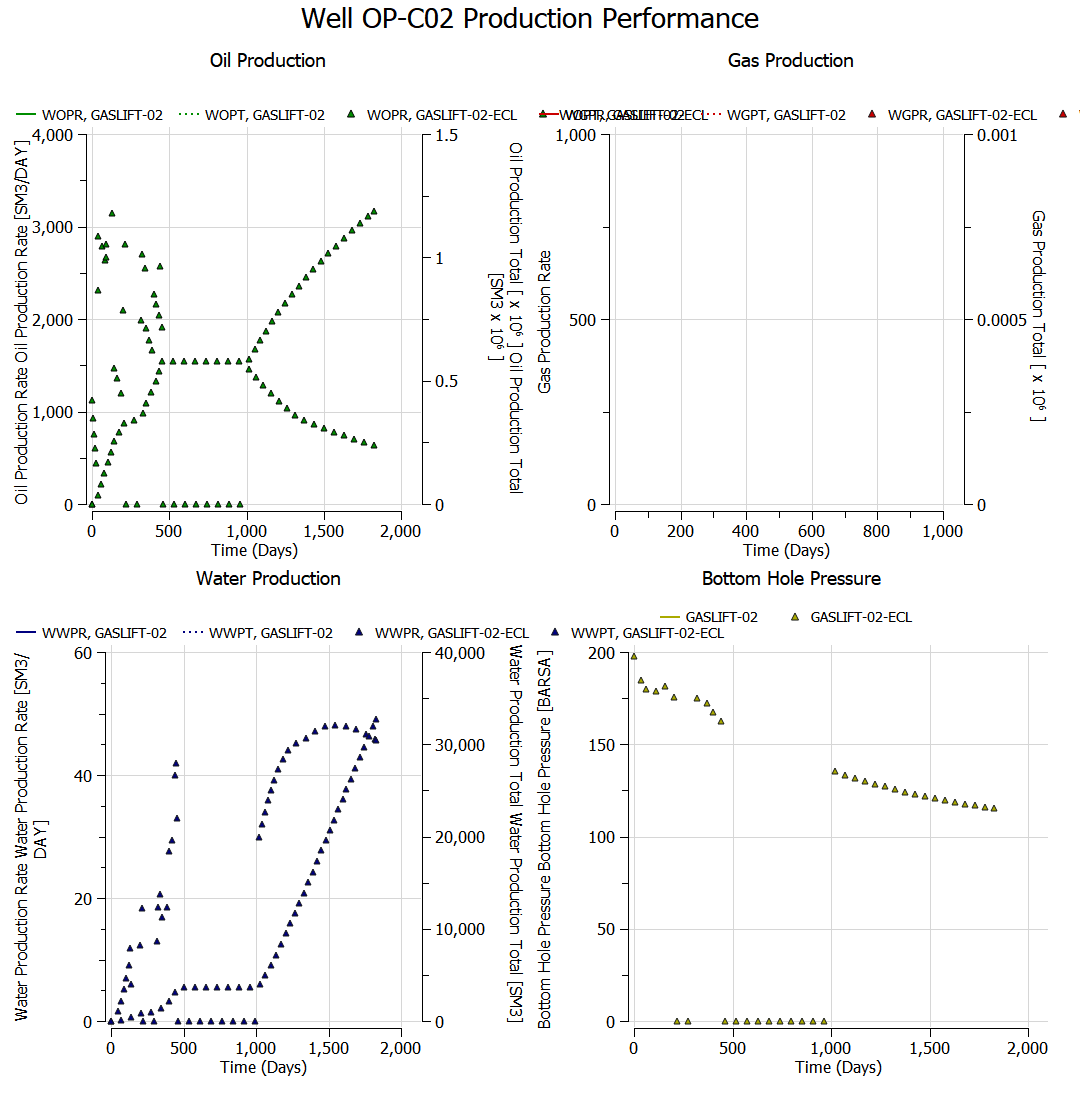 Well OP-C02 Production Performance
Oil Production
WOPR, GASLIFT-02
WOPT, GASLIFT-02
WOPR, GASLIFT-02-ECL
WOPT, GASLIFT-02-ECL
4,000
3,000
2,000
1,000
0
Oil Production Rate Oil Production Rate [SM3/DAY]
1.5
1
0.5
0
Oil Production Total [ x 10⁶ ] Oil Production Total
[SM3 x 10⁶ ]
0
500
1,000
1,500
2,000
Time (Days)
Gas Production
WGPR, GASLIFT-02
WGPT, GASLIFT-02
WGPR, GASLIFT-02-ECL
1,000
500
0
Gas Production Rate
0.001
0.0005
0
Gas Production Total [ x 10⁶ ]
0
200
400
600
800
1,000
Time (Days)
Water Production
WWPR, GASLIFT-02
WWPT, GASLIFT-02
WWPR, GASLIFT-02-ECL
WWPT, GASLIFT-02-ECL
60
40
20
0
Water Production Rate Water Production Rate [SM3/
DAY]
40,000
30,000
20,000
10,000
0
Water Production Total Water Production Total [SM3]
0
500
1,000
1,500
2,000
Time (Days)
Bottom Hole Pressure
GASLIFT-02
GASLIFT-02-ECL
200
150
100
50
0
Bottom Hole Pressure Bottom Hole Pressure [BARSA]
0
500
1,000
1,500
2,000
Time (Days)